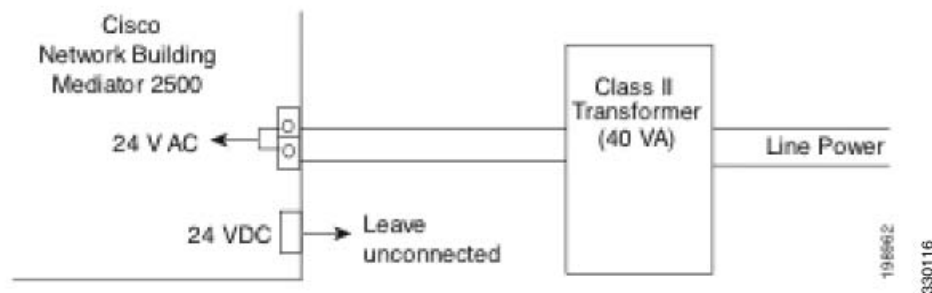 Cisco
Network Building
Mediator 2500
24 V AC
24 VDC
Leave
unconnected
Class II
Transformer
(40 VA)
Line Power
198962
330116